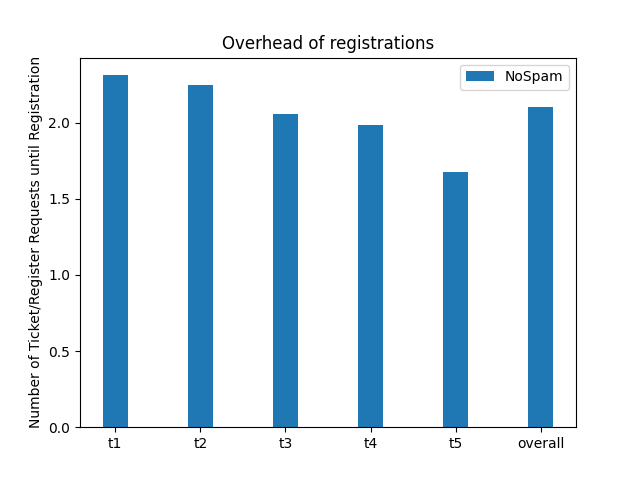 Overhead of registrations
NoSpam
Number of Ticket/Register Requests until Registration
2.0
1.5
1.0
0.5
0.0
t1 t2 t3 t4 t5 overall